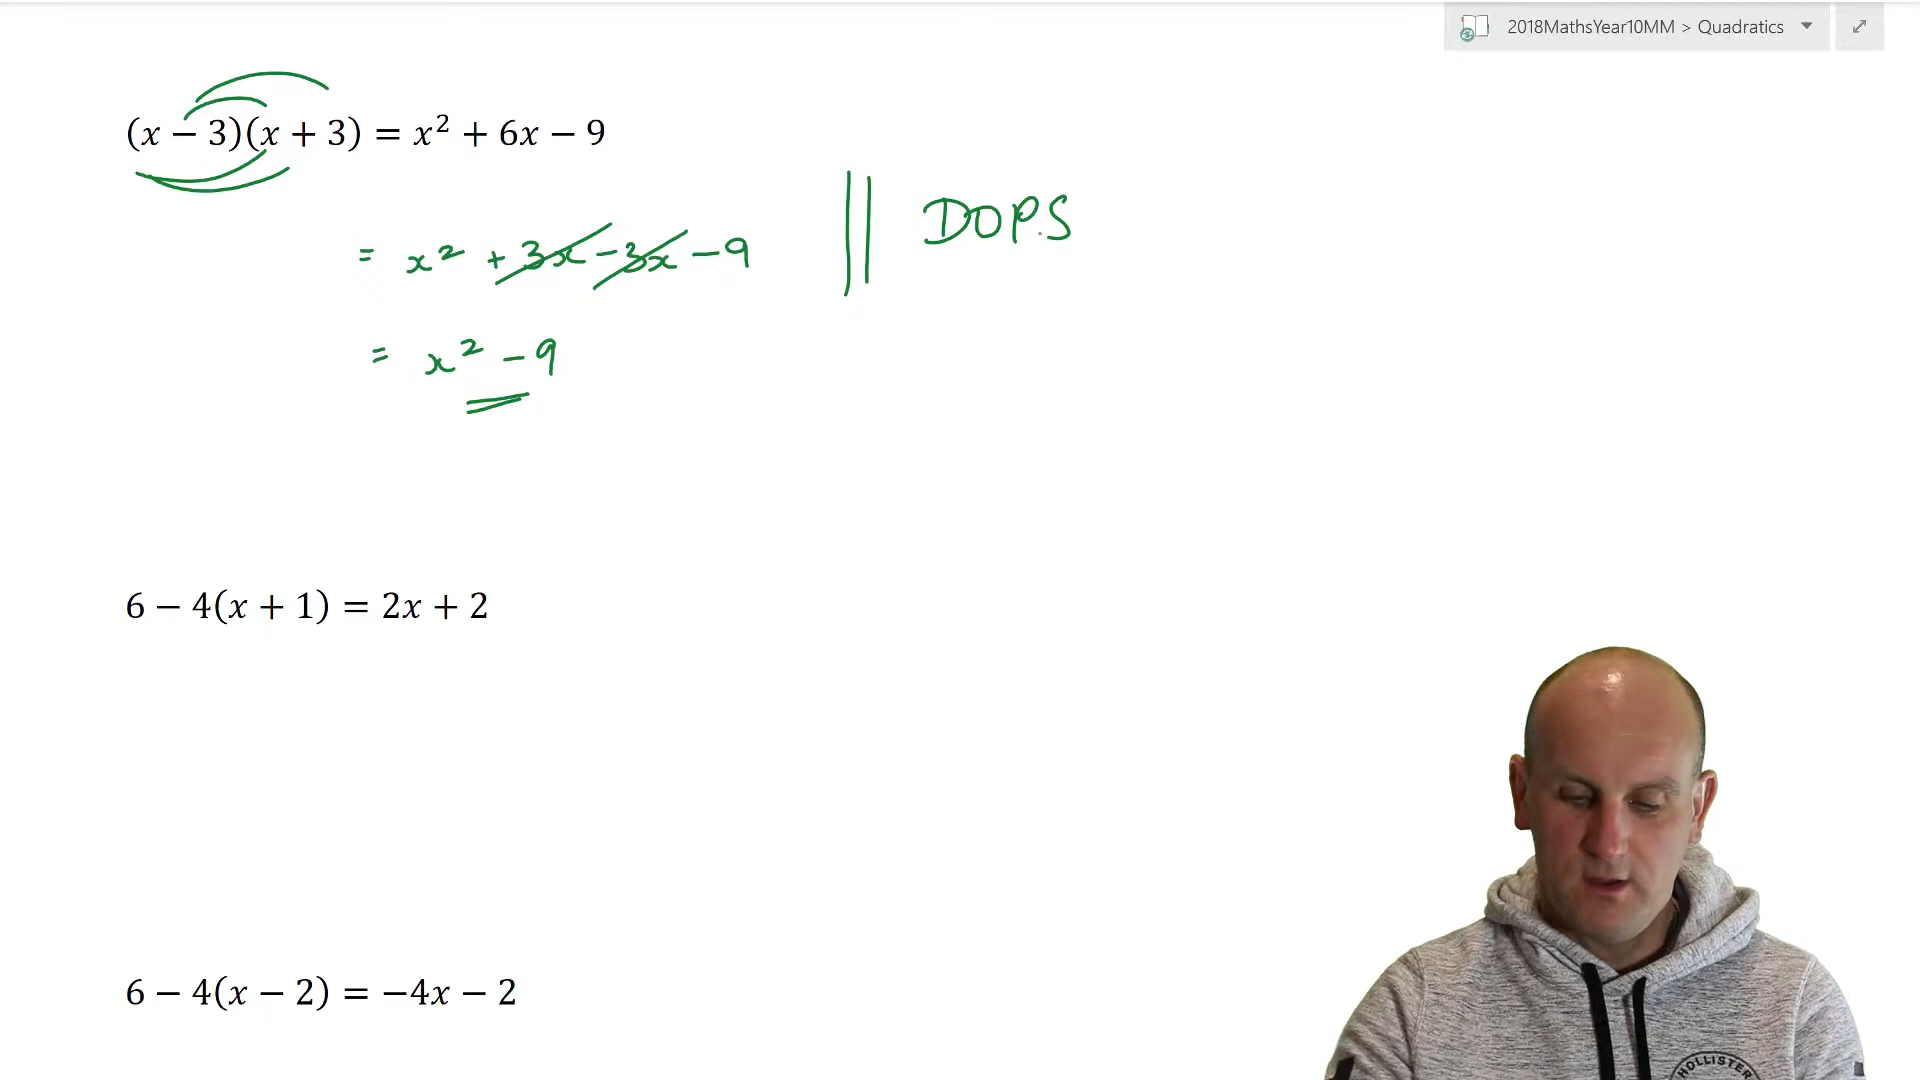 2018MathsYear10MM > Quadratics
(x − 3)(x + 3) = x² + 6x − 9
= x² + 3x − 3x − 9
DOPS
= x² − 9
6 − 4(x + 1) = 2x + 2
6 − 4(x − 2) = −4x − 2
HOLLISTER